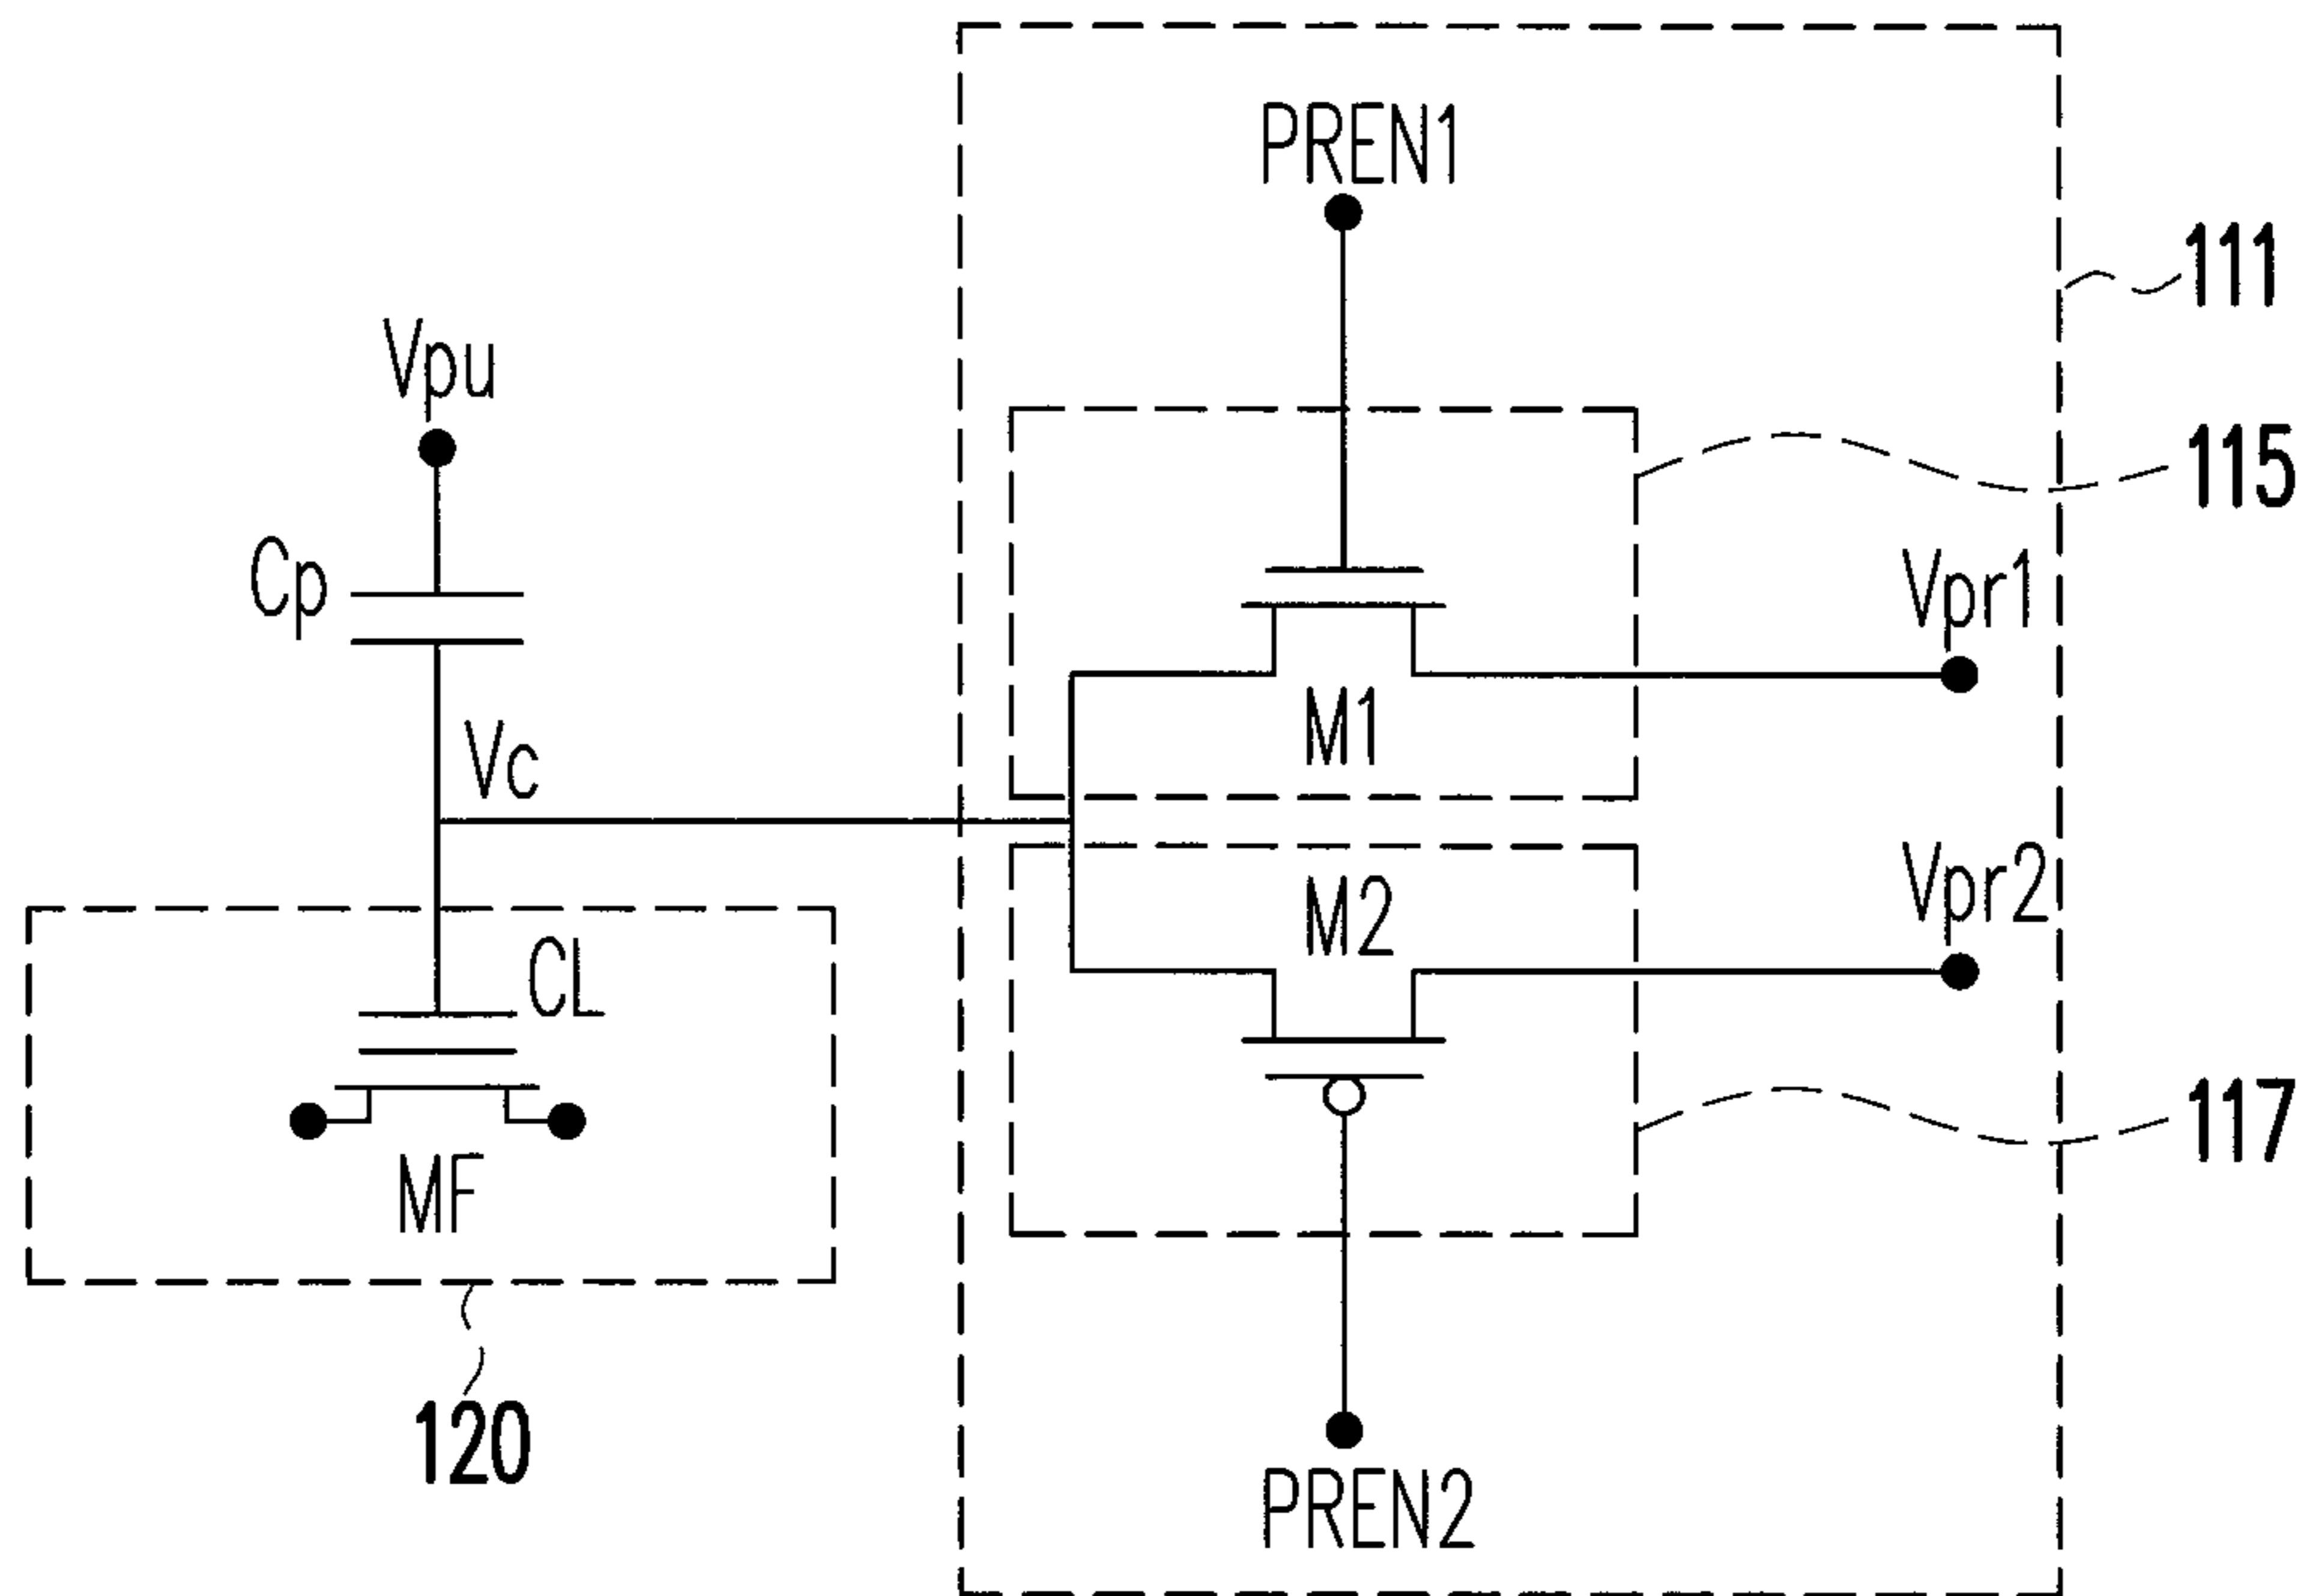 PREN1
111
Vpu
115
Cp
Vpr1
M1
Vc
Vpr2
M2
CL
117
MF
120
PREN2